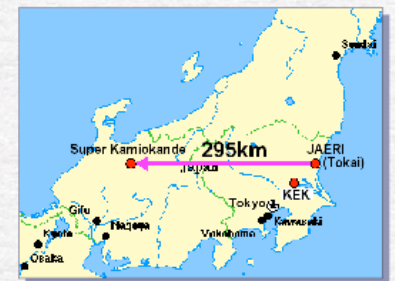 Sendai
Super Kamiokande
295km
JAERI
(Tokai)
Japan
KEK
Tokyo
Kawasaki
Yokohama
Gifu
Nagoya
Kyoto
Osaka